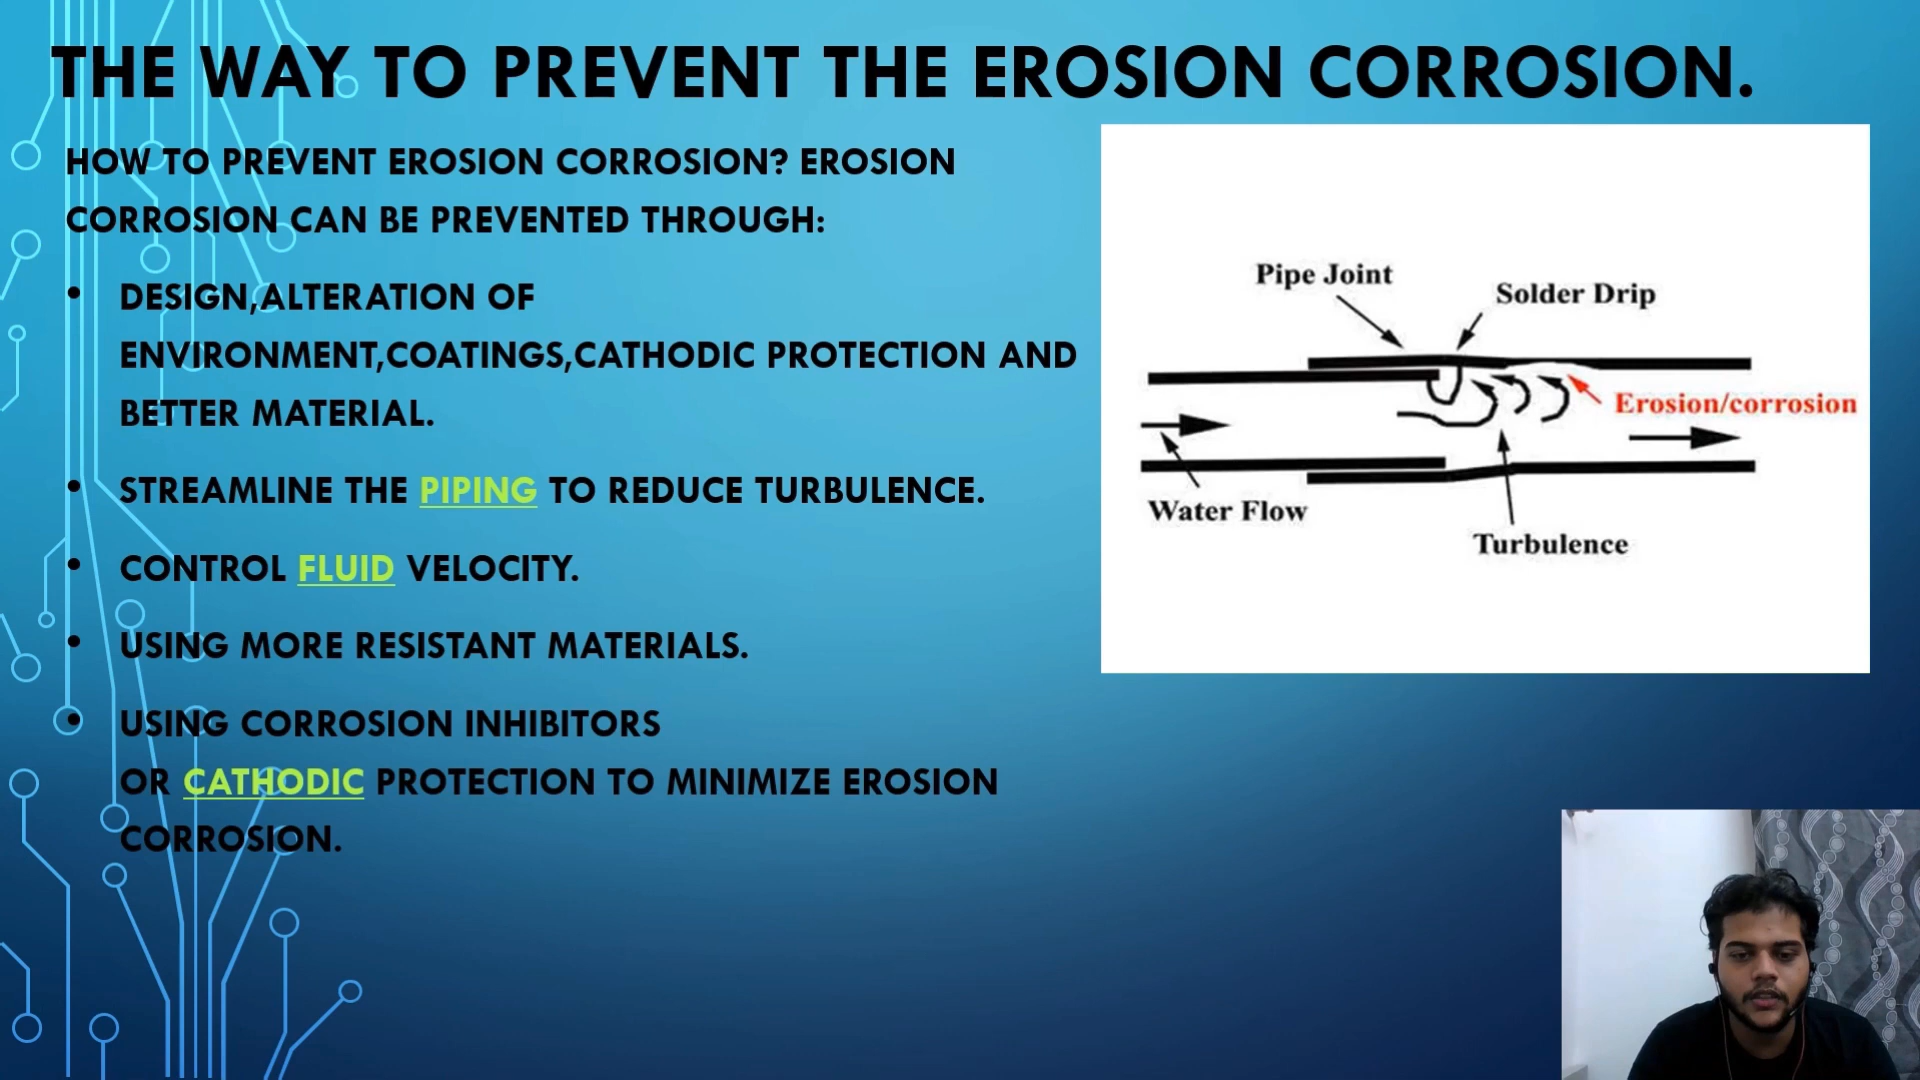 THE WAY TO PREVENT THE EROSION CORROSION.
HOW TO PREVENT EROSION CORROSION? EROSION
CORROSION CAN BE PREVENTED THROUGH:
• DESIGN,ALTERATION OF
ENVIRONMENT,COATINGS,CATHODIC PROTECTION AND
BETTER MATERIAL.
• STREAMLINE THE PIPING TO REDUCE TURBULENCE.
• CONTROL FLUID VELOCITY.
• USING MORE RESISTANT MATERIALS.
• USING CORROSION INHIBITORS
OR CATHODIC PROTECTION TO MINIMIZE EROSION
CORROSION.
Pipe Joint
Solder Drip
Erosion/corrosion
Water Flow
Turbulence